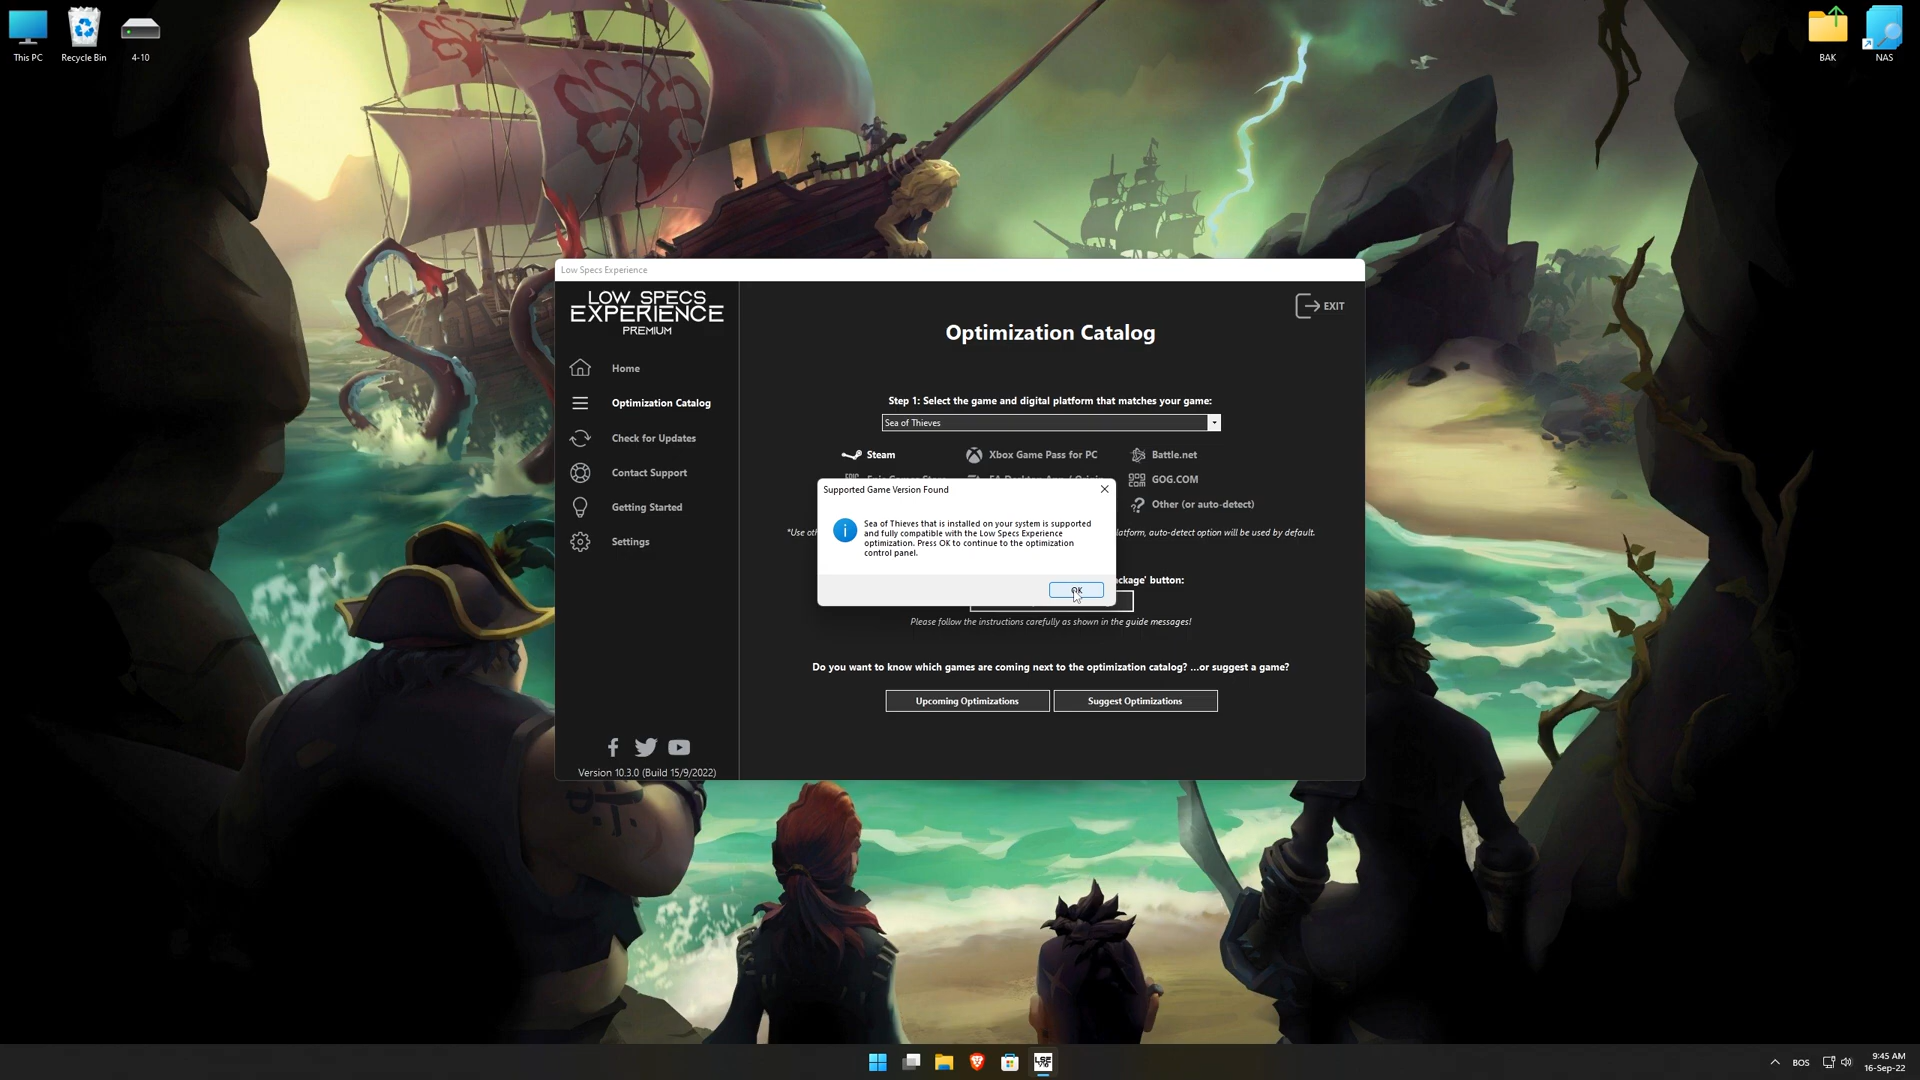 This PC
Recycle Bin
4-10
BAK
NAS
Low Specs Experience
LOW SPECS
EXPERIENCE
PREMIUM
EXIT
Home
Optimization Catalog
Check for Updates
Contact Support
Getting Started
Settings
Version 10.3.0 (Build 15/9/2022)
Optimization Catalog
Step 1: Select the game and digital platform that matches your game:
Sea of Thieves
Steam
Xbox Game Pass for PC
Battle.net
GOG.COM
Other (or auto-detect)
*Use
platform, auto-detect option will be used by default.
Supported Game Version Found
Sea of Thieves that is installed on your system is supported
and fully compatible with the Low Specs Experience
optimization. Press OK to continue to the optimization
control panel.
OK
button:
Please follow the instructions carefully as shown in the guide messages!
Do you want to know which games are coming next to the optimization catalog? ...or suggest a game?
Upcoming Optimizations
Suggest Optimizations
LSE
BOS
9:45 AM
16-Sep-22